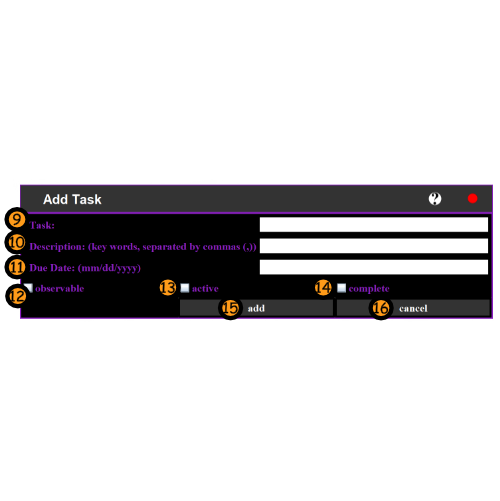 Add Task ?
9 Task:
10 Description: (key words, separated by commas (,))
11 Due Date: (mm/dd/yyyy)
12 observable 13 active 14 complete
15 add 16 cancel